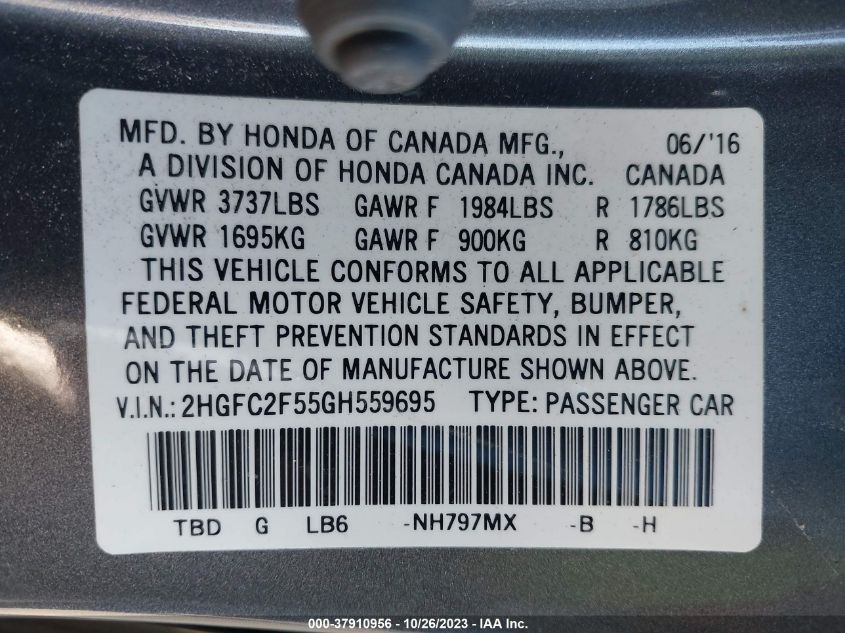 MFD. BY HONDA OF CANADA MFG., 06/'16
A DIVISION OF HONDA CANADA INC. CANADA
GVWR 3737LBS GAWR F 1984LBS R 1786LBS
GVWR 1695KG GAWR F 900KG R 810KG
THIS VEHICLE CONFORMS TO ALL APPLICABLE
FEDERAL MOTOR VEHICLE SAFETY, BUMPER,
AND THEFT PREVENTION STANDARDS IN EFFECT
ON THE DATE OF MANUFACTURE SHOWN ABOVE.
V.I.N.: 2HGFC2F55GH559695 TYPE: PASSENGER CAR
TBD G LB6 -NH797MX -B -H
000-37910956 - 10/26/2023 - IAA Inc.